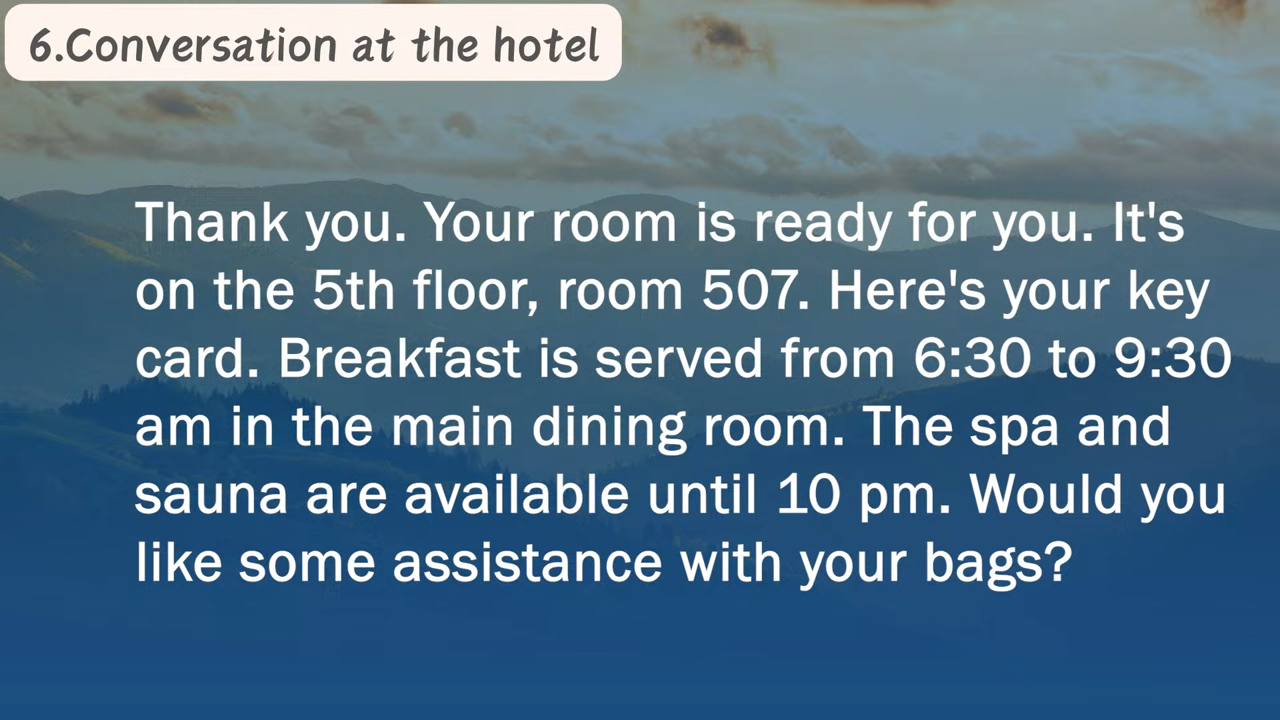 6.Conversation at the hotel
Thank you. Your room is ready for you. It's
on the 5th floor, room 507. Here's your key
card. Breakfast is served from 6:30 to 9:30
am in the main dining room. The spa and
sauna are available until 10 pm. Would you
like some assistance with your bags?